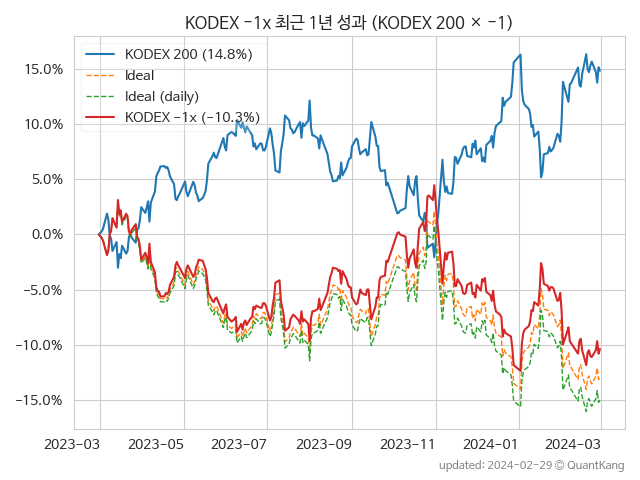 KODEX −1x 최근 1년 성과 (KODEX 200 × −1)
KODEX 200 (14.8%)
Ideal
Ideal (daily)
KODEX −1x (−10.3%)
15.0%
10.0%
5.0%
0.0%
−5.0%
−10.0%
−15.0%
2023−03
2023−05
2023−07
2023−09
2023−11
2024−01
2024−03
updated: 2024−02−29 © QuantKang